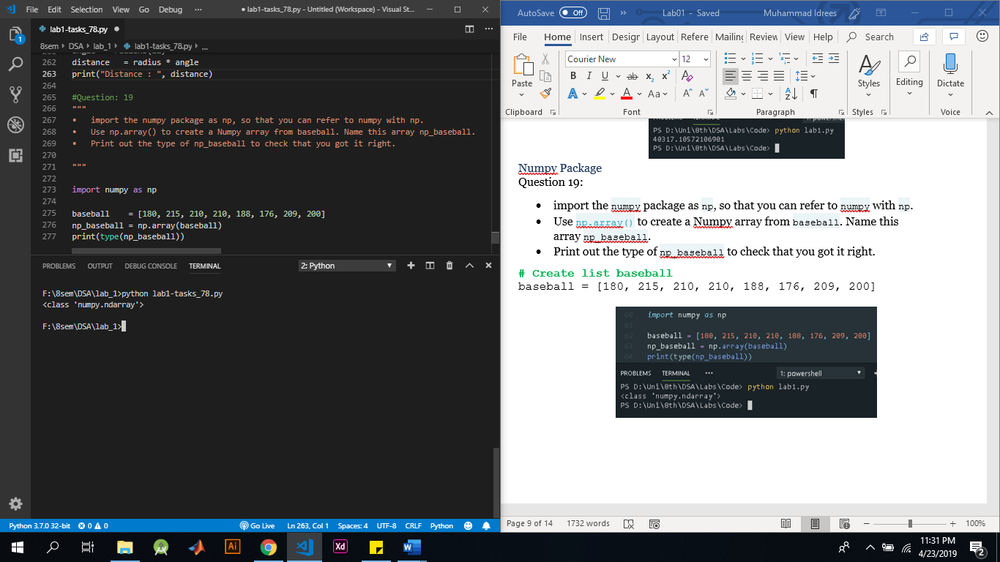 File Edit Selection View Go Debug ··· ● lab1-tasks_78.py - Untitled (Workspace) - Visual St...
lab1-tasks_78.py ●
8sem > DSA > lab_1 > lab1-tasks_78.py > ...
262 distance   = radius * angle
263 print("Distance : ", distance)
264
265 #Question: 19
266 """
267 •   import the numpy package as np, so that you can refer to numpy with np.
268 •   Use np.array() to create a Numpy array from baseball. Name this array np_baseball.
269 •   Print out the type of np_baseball to check that you got it right.
270
271 """
272
273 import numpy as np
274
275 baseball    = [180, 215, 210, 210, 188, 176, 209, 200]
276 np_baseball = np.array(baseball)
277 print(type(np_baseball))
PROBLEMS OUTPUT DEBUG CONSOLE TERMINAL 2: Python
F:\8sem\DSA\lab_1>python lab1-tasks_78.py
<class 'numpy.ndarray'>
F:\8sem\DSA\lab_1>
Python 3.7.0 32-bit 0 0 Go Live Ln 263, Col 1 Spaces: 4 UTF-8 CRLF Python
AutoSave Off Lab01 - Saved Muhammad Idrees
File Home Insert Design Layout Refere Mailing Review View Help Search
Courier New 12
B I U ab x₂ x²
Paste Styles Editing Dictate
Clipboard Font Paragraph Styles Voice
PS D:\Uni\8th\DSA\Labs\Code> python lab1.py
40317.10572106901
PS D:\Uni\8th\DSA\Labs\Code>
Numpy Package
Question 19:
• import the numpy package as np, so that you can refer to numpy with np.
• Use np.array() to create a Numpy array from baseball. Name this
array np_baseball.
• Print out the type of np_baseball to check that you got it right.
# Create list baseball
baseball = [180, 215, 210, 210, 188, 176, 209, 200]
60 import numpy as np
61
62 baseball = [180, 215, 210, 210, 188, 176, 209, 200]
63 np_baseball = np.array(baseball)
64 print(type(np_baseball))
PROBLEMS TERMINAL ··· 1: powershell
PS D:\Uni\8th\DSA\Labs\Code> python lab1.py
<class 'numpy.ndarray'>
PS D:\Uni\8th\DSA\Labs\Code>
Page 9 of 14 1732 words 100%
Ai Xd
11:31 PM
4/23/2019
2